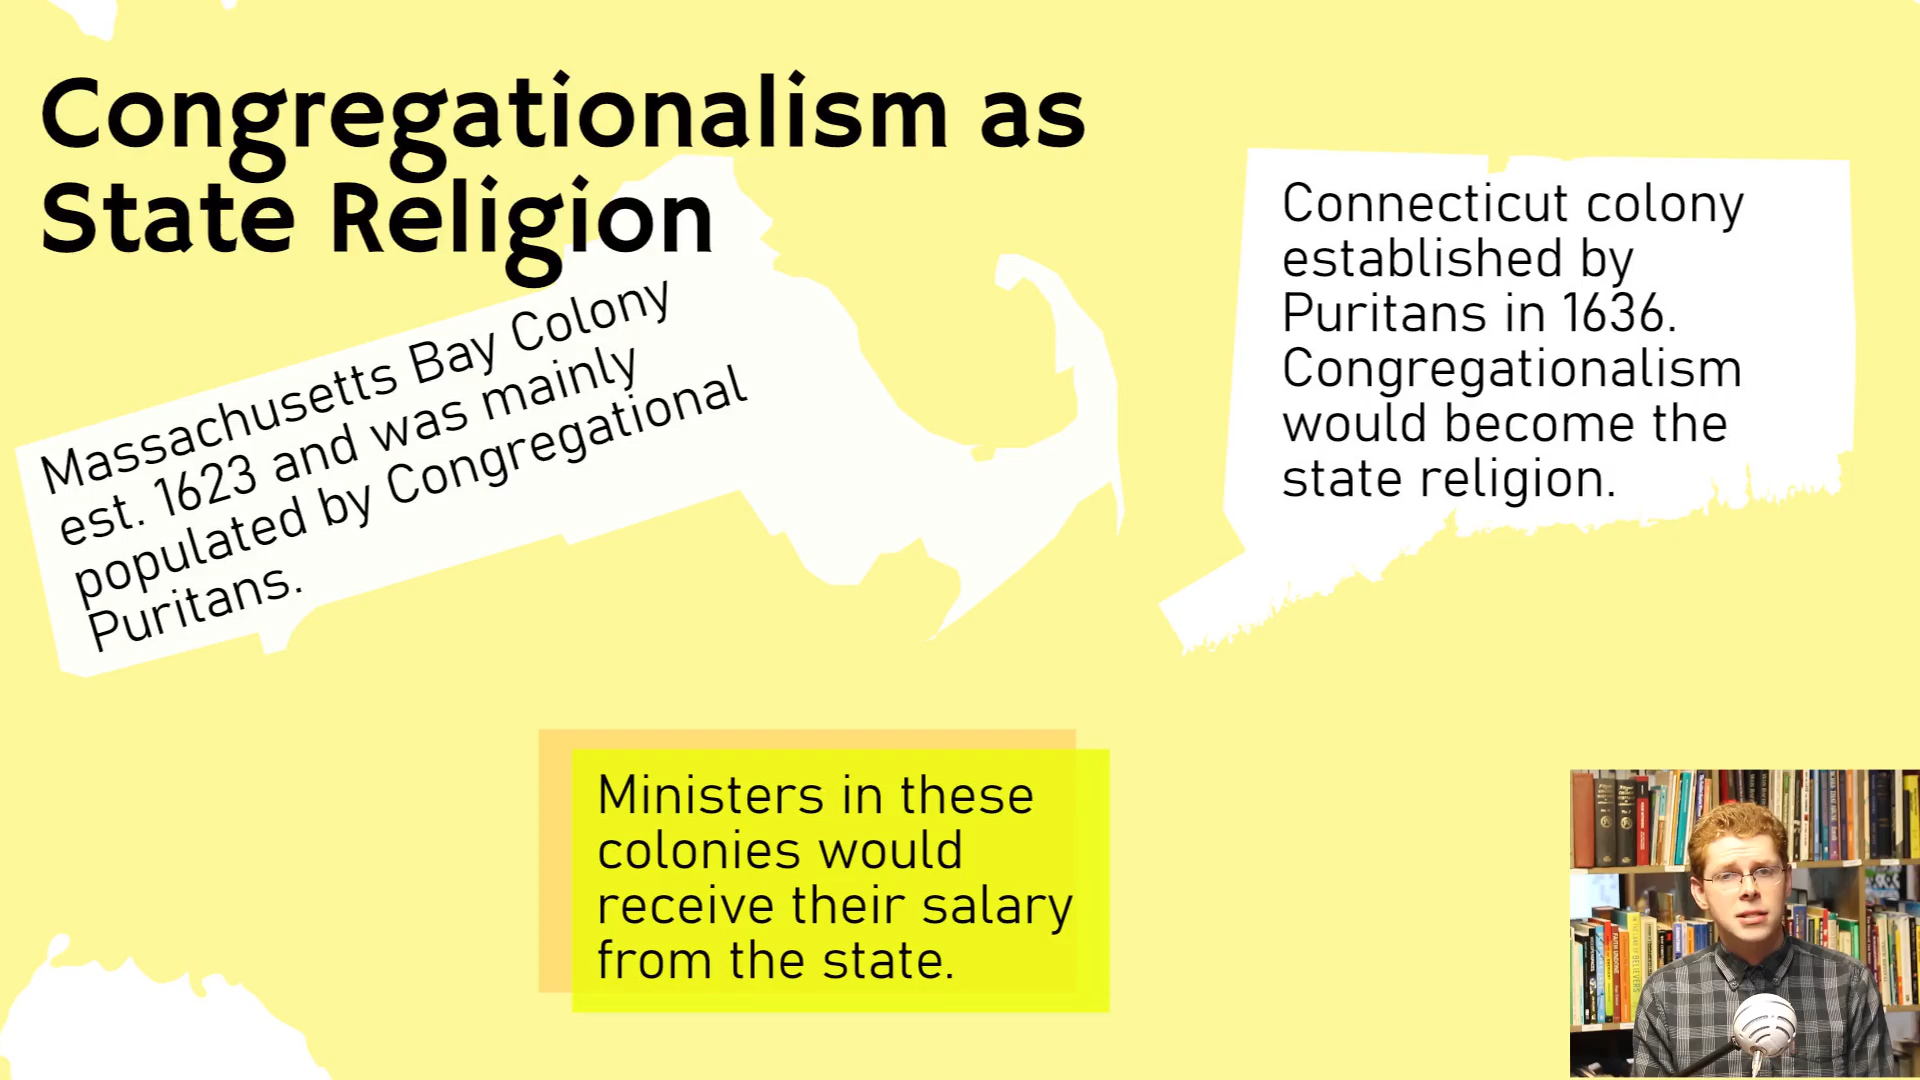 Congregationalism as
State Religion
Massachusetts Bay Colony
est. 1623 and was mainly
populated by Congregational
Puritans.
Connecticut colony
established by
Puritans in 1636.
Congregationalism
would become the
state religion.
Ministers in these
colonies would
receive their salary
from the state.